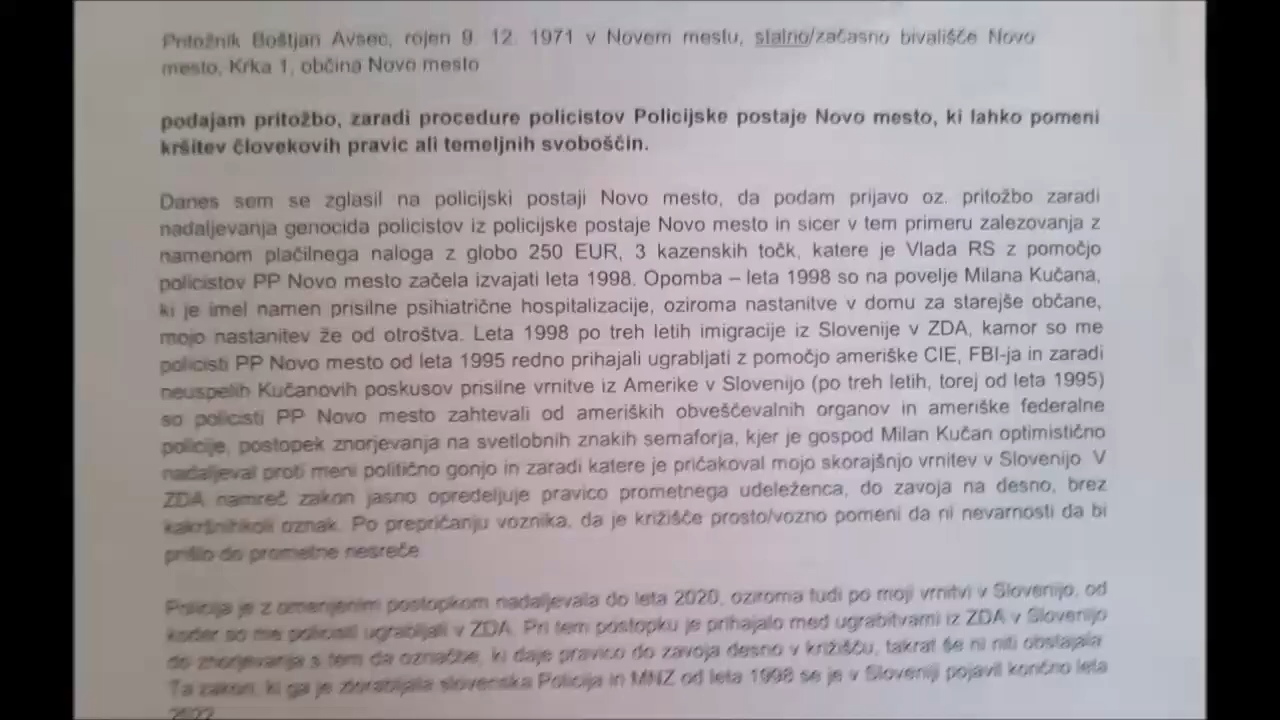 Pritožnik Boštjan Avsec, rojen 9. 12. 1971 v Novem mestu, stalno/začasno bivališče Novo
mesto, Krka 1, občina Novo mesto
podajam pritožbo, zaradi procedure policistov Policijske postaje Novo mesto, ki lahko pomeni
kršitev človekovih pravic ali temeljnih svoboščin.
Danes sem se zglasil na policijski postaji Novo mesto, da podam prijavo oz. pritožbo zaradi
nadaljevanja genocida policistov iz policijske postaje Novo mesto in sicer v tem primeru zalezovanja z
namenom plačilnega naloga z globo 250 EUR, 3 kazenskih točk, katere je Vlada RS z pomočjo
policistov PP Novo mesto začela izvajati leta 1998. Opomba – leta 1998 so na povelje Milana Kučana,
ki je imel namen prisilne psihiatrične hospitalizacije, oziroma nastanitve v domu za starejše občane,
mojo nastanitev že od otroštva. Leta 1998 po treh letih imigracije iz Slovenije v ZDA, kamor so me
policisti PP Novo mesto od leta 1995 redno prihajali ugrabljati z pomočjo ameriške CIE, FBI-ja in zaradi
neuspelih Kučanovih poskusov prisilne vrnitve iz Amerike v Slovenijo (po treh letih, torej od leta 1995)
so policisti PP Novo mesto zahtevali od ameriških obveščevalnih organov in ameriške federalne
policije, postopek znorjevanja na svetlobnih znakih semaforja, kjer je gospod Milan Kučan optimistično
nadaljeval proti meni politično gonjo in zaradi katere je pričakoval mojo skorajšnjo vrnitev v Slovenijo. V
ZDA namreč zakon jasno opredeljuje pravico prometnega udeleženca, do zavoja na desno, brez
kakršnihkoli oznak. Po prepričanju voznika, da je križišče prosto/vozno pomeni da ni nevarnosti da bi
prišlo do prometne nesreče
Policija je z omenjenim postopkom nadaljevala do leta 2020, oziroma tudi po moji vrnitvi v Slovenijo, od
koder so me policisti ugrabljali v ZDA. Pri tem postopku je prihajalo med ugrabitvami iz ZDA v Slovenijo
do znorjevanja s tem da označbe, ki daje pravico do zavoja desno v križišču, takrat še ni niti obstajala.
Ta zakon, ki ga je zlorabljala slovenska Policija in MNZ od leta 1998 se je v Sloveniji pojavil končno leta